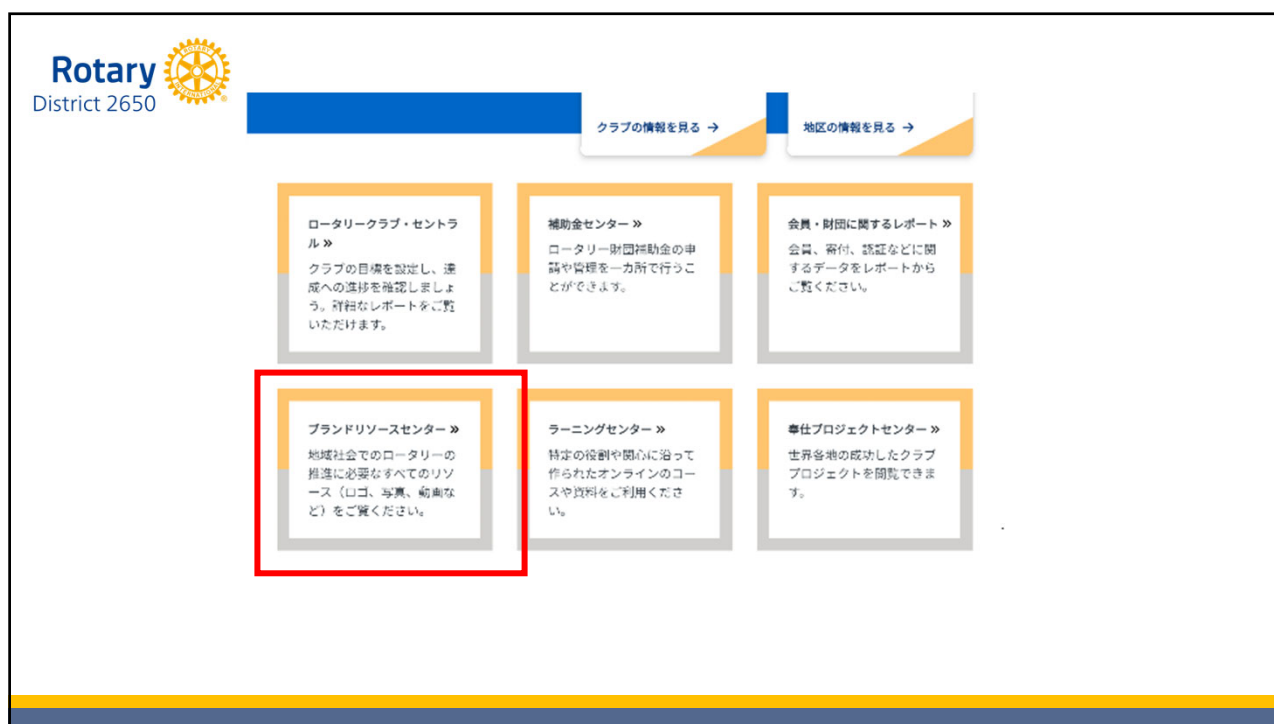 Rotary
District 2650
ROTARY
INTERNATIONAL
クラブの情報を見る →
地区の情報を見る →
ロータリークラブ・セントラ
ル »
クラブの目標を設定し、達
成への進捗を確認しましょ
う。詳細なレポートをご覧
いただけます。
補助金センター »
ロータリー財団補助金の申
請や管理を一カ所で行うこ
とができます。
会員・財団に関するレポート »
会員、寄付、認証などに関
するデータをレポートから
ご覧ください。
ブランドリソースセンター »
地域社会でのロータリーの
推進に必要なすべてのリソ
ース（ロゴ、写真、動画な
ど）をご覧ください。
ラーニングセンター »
特定の役割や関心に沿って
作られたオンラインのコー
スや資料をご利用くださ
い。
奉仕プロジェクトセンター »
世界各地の成功したクラブ
プロジェクトを閲覧できま
す。